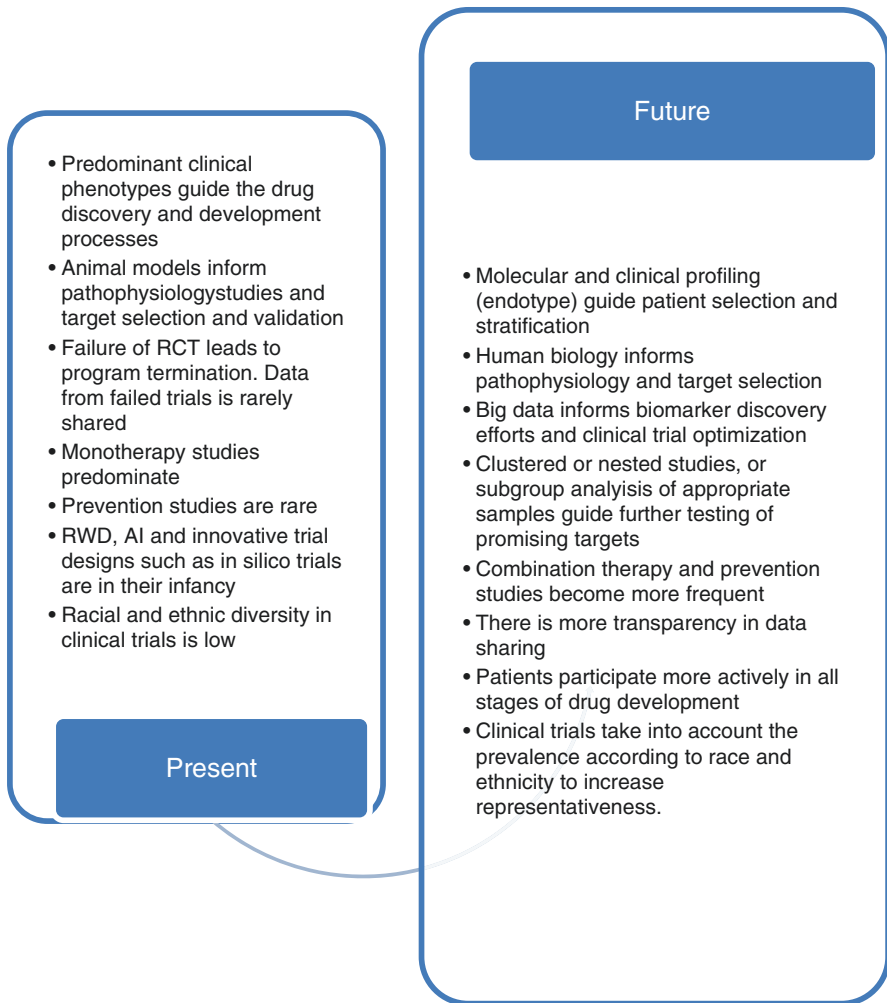 • Predominant clinical
phenotypes guide the drug
discovery and development
processes
• Animal models inform
pathophysiologystudies and
target selection and validation
• Failure of RCT leads to
program termination. Data
from failed trials is rarely
shared
• Monotherapy studies
predominate
• Prevention studies are rare
• RWD, AI and innovative trial
designs such as in silico trials
are in their infancy
• Racial and ethnic diversity in
clinical trials is low
Present
Future
• Molecular and clinical profiling
(endotype) guide patient selection and
stratification
• Human biology informs
pathophysiology and target selection
• Big data informs biomarker discovery
efforts and clinical trial optimization
• Clustered or nested studies, or
subgroup analyisis of appropriate
samples guide further testing of
promising targets
• Combination therapy and prevention
studies become more frequent
• There is more transparency in data
sharing
• Patients participate more actively in all
stages of drug development
• Clinical trials take into account the
prevalence according to race and
ethnicity to increase
representativeness.